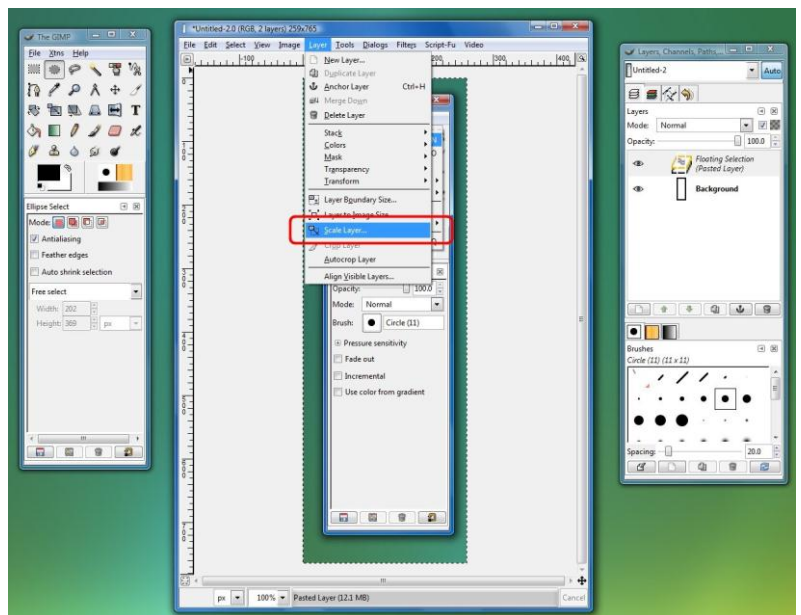 The GIMP
File Xtns Help
Ellipse Select
Mode:
Antialiasing
Feather edges
Auto shrink selection
Free select
Width: 202
Height: 369 px
*Untitled-2.0 (RGB, 2 layers) 259x765
File Edit Select View Image Layer Tools Dialogs Filters Script-Fu Video
-100 200 300 400
New Layer...
Duplicate Layer
Anchor Layer Ctrl+H
Merge Down
Delete Layer
Stack
Colors
Mask
Transparency
Transform
Layer Boundary Size...
Layer to Image Size
Scale Layer...
Crop Layer
Autocrop Layer
Align Visible Layers...
Opacity: 100.0
Mode: Normal
Brush: Circle (11)
Pressure sensitivity
Fade out
Incremental
Use color from gradient
px 100% Pasted Layer (12.1 MB) Cancel
Layers, Channels, Paths...
Untitled-2 Auto
Layers
Mode: Normal
Opacity: 100.0
Floating Selection
(Pasted Layer)
Background
Brushes
Circle (11) (11 x 11)
Spacing: 20.0